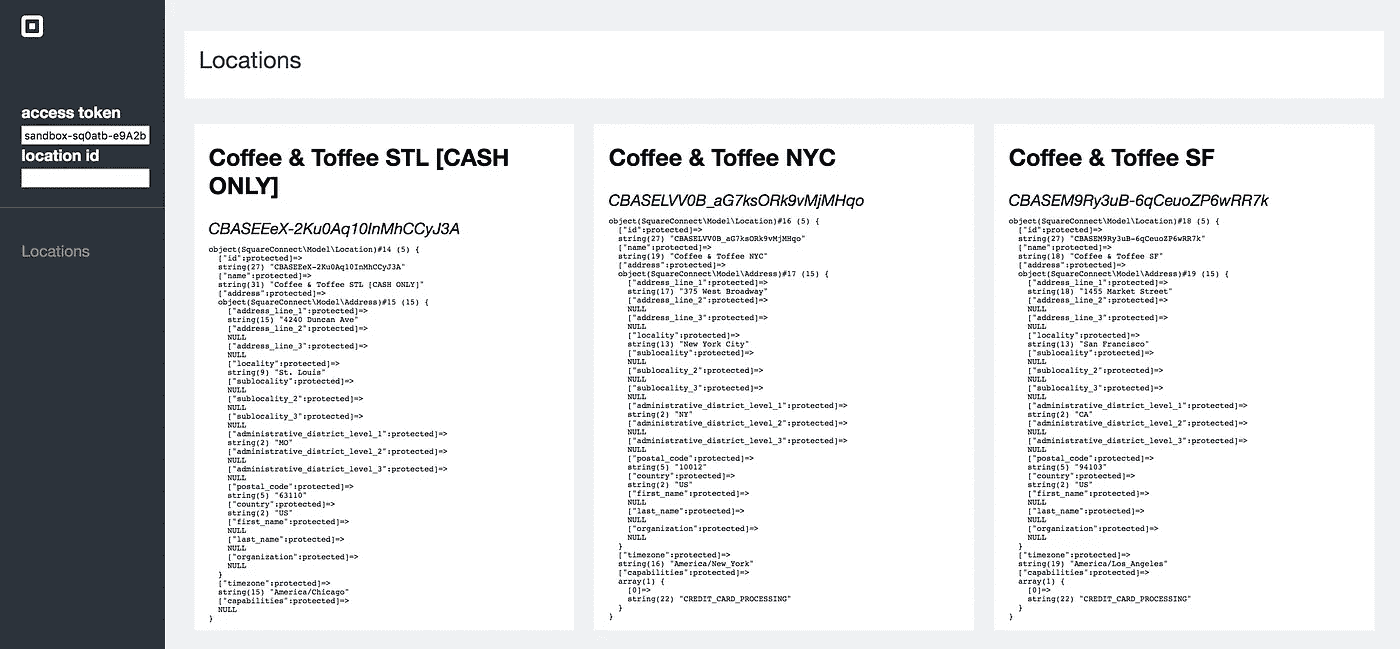 access token
sandbox-sq0atb-e9A2b
location id
Locations
Locations
Coffee & Toffee STL [CASH
ONLY]
CBASEEeX-2Ku0Aq10InMhCCyJ3A
object(SquareConnect\Model\Location)#14 (5) {
["id":protected]=>
string(27) "CBASEEeX-2Ku0Aq10InMhCCyJ3A"
["name":protected]=>
string(31) "Coffee & Toffee STL [CASH ONLY]"
["address":protected]=>
object(SquareConnect\Model\Address)#15 (15) {
["address_line_1":protected]=>
string(15) "4240 Duncan Ave"
["address_line_2":protected]=>
NULL
["address_line_3":protected]=>
NULL
["locality":protected]=>
string(9) "St. Louis"
["sublocality":protected]=>
NULL
["sublocality_2":protected]=>
NULL
["sublocality_3":protected]=>
NULL
["administrative_district_level_1":protected]=>
string(2) "MO"
["administrative_district_level_2":protected]=>
NULL
["administrative_district_level_3":protected]=>
NULL
["postal_code":protected]=>
string(5) "63110"
["country":protected]=>
string(2) "US"
["first_name":protected]=>
NULL
["last_name":protected]=>
NULL
["organization":protected]=>
NULL
}
["timezone":protected]=>
string(15) "America/Chicago"
["capabilities":protected]=>
NULL
}
Coffee & Toffee NYC
CBASELVV0B_aG7ksORk9vMjMHqo
object(SquareConnect\Model\Location)#16 (5) {
["id":protected]=>
string(27) "CBASELVV0B_aG7ksORk9vMjMHqo"
["name":protected]=>
string(19) "Coffee & Toffee NYC"
["address":protected]=>
object(SquareConnect\Model\Address)#17 (15) {
["address_line_1":protected]=>
string(17) "375 West Broadway"
["address_line_2":protected]=>
NULL
["address_line_3":protected]=>
NULL
["locality":protected]=>
string(13) "New York City"
["sublocality":protected]=>
NULL
["sublocality_2":protected]=>
NULL
["sublocality_3":protected]=>
NULL
["administrative_district_level_1":protected]=>
string(2) "NY"
["administrative_district_level_2":protected]=>
NULL
["administrative_district_level_3":protected]=>
NULL
["postal_code":protected]=>
string(5) "10012"
["country":protected]=>
string(2) "US"
["first_name":protected]=>
NULL
["last_name":protected]=>
NULL
["organization":protected]=>
NULL
}
["timezone":protected]=>
string(16) "America/New_York"
["capabilities":protected]=>
array(1) {
[0]=>
string(22) "CREDIT_CARD_PROCESSING"
}
}
Coffee & Toffee SF
CBASEM9Ry3uB-6qCeuoZP6wRR7k
object(SquareConnect\Model\Location)#18 (5) {
["id":protected]=>
string(27) "CBASEM9Ry3uB-6qCeuoZP6wRR7k"
["name":protected]=>
string(18) "Coffee & Toffee SF"
["address":protected]=>
object(SquareConnect\Model\Address)#19 (15) {
["address_line_1":protected]=>
string(18) "1455 Market Street"
["address_line_2":protected]=>
NULL
["address_line_3":protected]=>
NULL
["locality":protected]=>
string(13) "San Francisco"
["sublocality":protected]=>
NULL
["sublocality_2":protected]=>
NULL
["sublocality_3":protected]=>
NULL
["administrative_district_level_1":protected]=>
string(2) "CA"
["administrative_district_level_2":protected]=>
NULL
["administrative_district_level_3":protected]=>
NULL
["postal_code":protected]=>
string(5) "94103"
["country":protected]=>
string(2) "US"
["first_name":protected]=>
NULL
["last_name":protected]=>
NULL
["organization":protected]=>
NULL
}
["timezone":protected]=>
string(19) "America/Los_Angeles"
["capabilities":protected]=>
array(1) {
[0]=>
string(22) "CREDIT_CARD_PROCESSING"
}
}